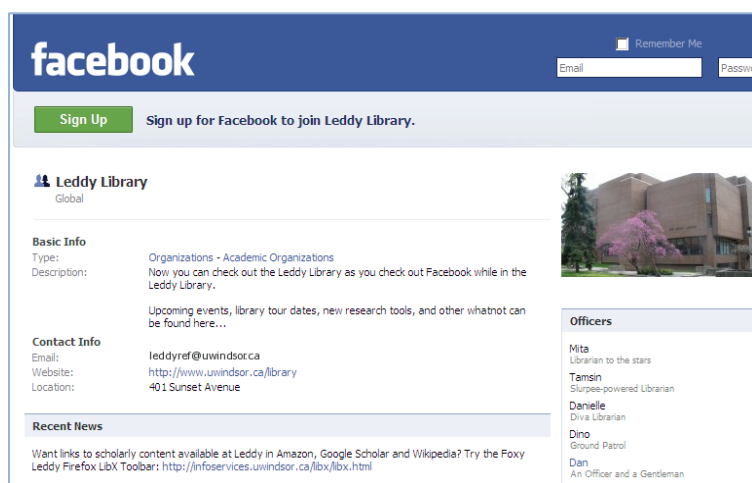 facebook
Remember Me
Email
Passw
Sign Up
Sign up for Facebook to join Leddy Library.
Leddy Library
Global
Basic Info
Type: Organizations - Academic Organizations
Description: Now you can check out the Leddy Library as you check out Facebook while in the
Leddy Library.
Upcoming events, library tour dates, new research tools, and other whatnot can
be found here...
Contact Info
Email: leddyref@uwindsor.ca
Website: http://www.uwindsor.ca/library
Location: 401 Sunset Avenue
Recent News
Want links to scholarly content available at Leddy in Amazon, Google Scholar and Wikipedia? Try the Foxy
Leddy Firefox LibX Toolbar: http://infoservices.uwindsor.ca/libx/libx.html
Officers
Mita
Librarian to the stars
Tamsin
Slurpee-powered Librarian
Danielle
Diva Librarian
Dino
Ground Patrol
Dan
An Officer and a Gentleman